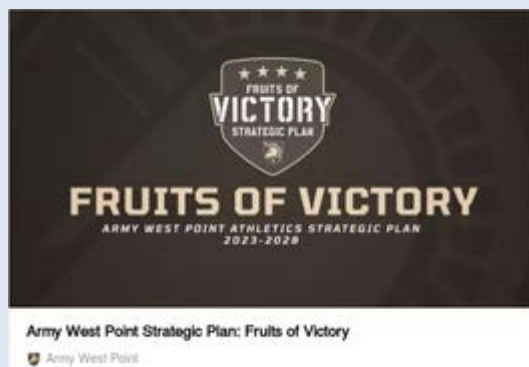 FRUITS OF
VICTORY
STRATEGIC PLAN
FRUITS OF VICTORY
ARMY WEST POINT ATHLETICS STRATEGIC PLAN
2023-2028
Army West Point Strategic Plan: Fruits of Victory
Army West Point